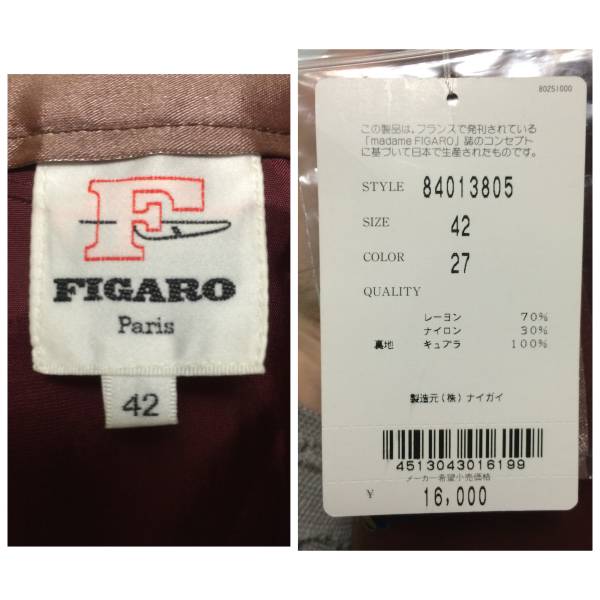 F
FIGARO
Paris
42
80251000
この製品は、フランスで発刊されている
「madame FIGARO」誌のコンセプト
に基づいて日本で生産されたものです。
STYLE 84013805
SIZE 42
COLOR 27
QUALITY
レーヨン 70%
ナイロン 30%
裏地 キュアラ 100%
製造元(株)ナイガイ
4513043016199
メーカー希望小売価格
¥ 16,000